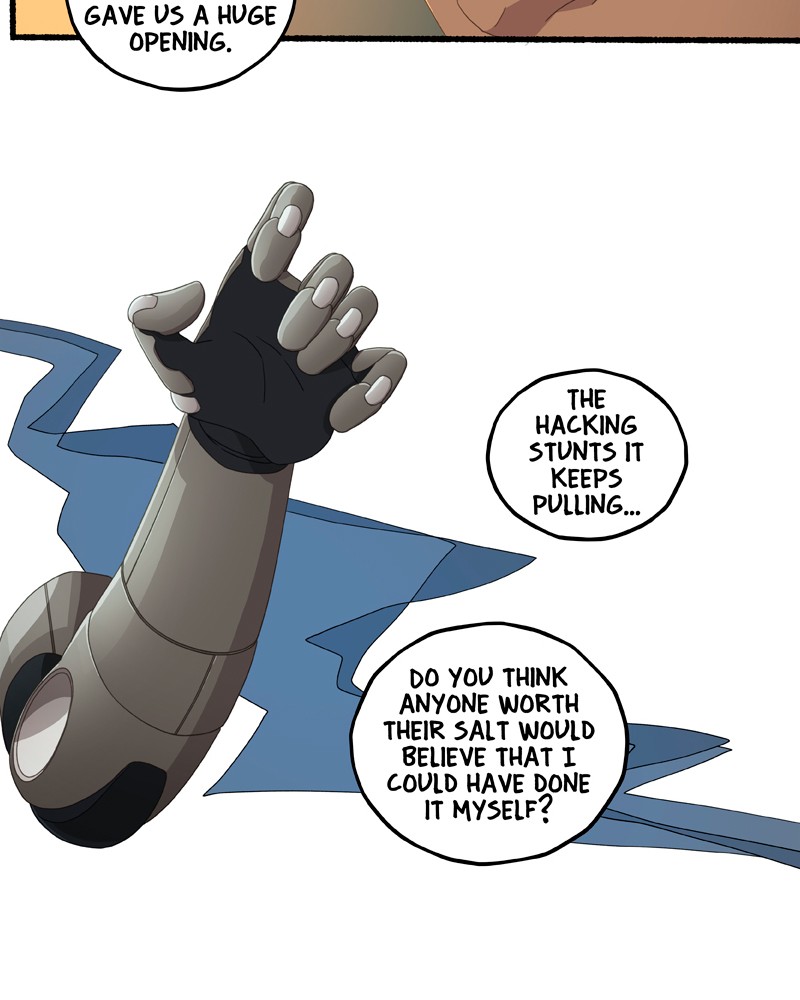 GAVE US A HUGE
OPENING.
THE
HACKING
STUNTS IT
KEEPS
PULLING...
DO YOU THINK
ANYONE WORTH
THEIR SALT WOULD
BELIEVE THAT I
COULD HAVE DONE
IT MYSELF?